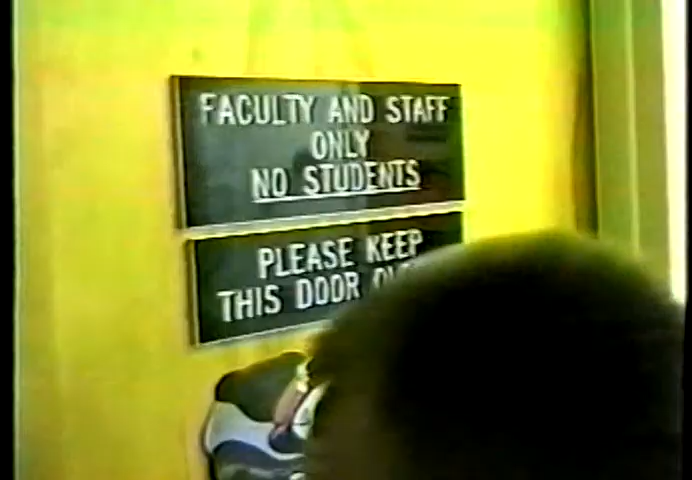 FACULTY AND STAFF
ONLY
NO STUDENTS
PLEASE KEEP
THIS DOOR